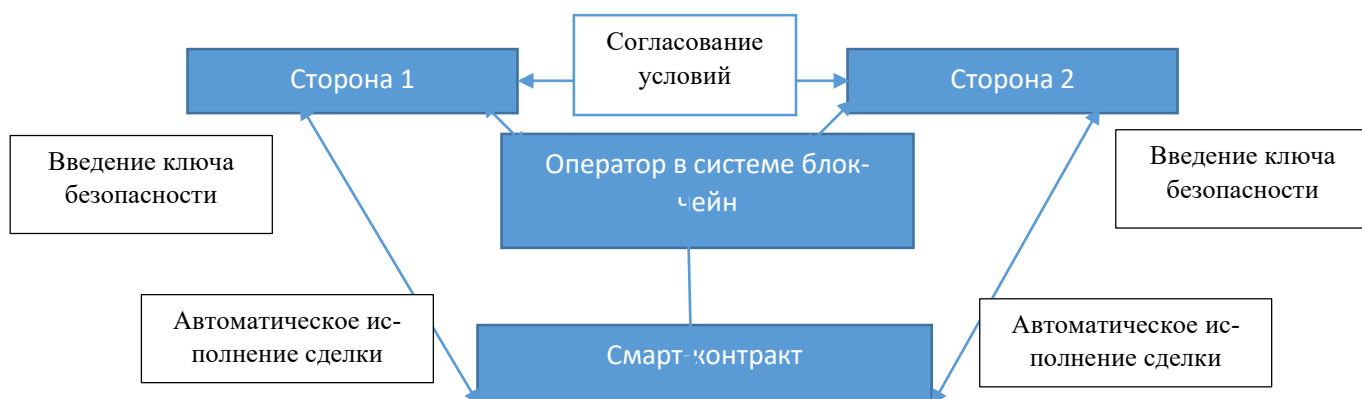 Согласование
условий
Сторона 1
Сторона 2
Введение ключа
безопасности
Оператор в системе блок-
чейн
Введение ключа
безопасности
Автоматическое ис-
полнение сделки
Смарт-контракт
Автоматическое ис-
полнение сделки